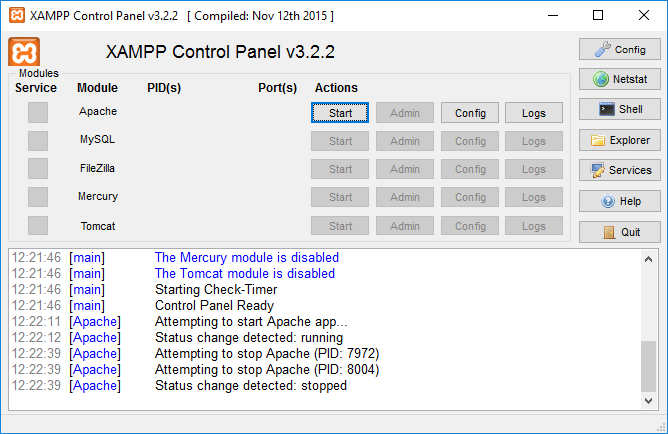 XAMPP Control Panel v3.2.2 [ Compiled: Nov 12th 2015 ]
XAMPP Control Panel v3.2.2
Config
Modules
Service Module PID(s) Port(s) Actions
Netstat
Apache Start Admin Config Logs
Shell
MySQL Start Admin Config Logs
Explorer
FileZilla Start Admin Config Logs
Services
Mercury Start Admin Config Logs
Help
Tomcat Start Admin Config Logs
Quit
12:21:46 [main] The Mercury module is disabled
12:21:46 [main] The Tomcat module is disabled
12:21:46 [main] Starting Check-Timer
12:21:46 [main] Control Panel Ready
12:22:11 [Apache] Attempting to start Apache app...
12:22:12 [Apache] Status change detected: running
12:22:39 [Apache] Attempting to stop Apache (PID: 7972)
12:22:39 [Apache] Attempting to stop Apache (PID: 8004)
12:22:39 [Apache] Status change detected: stopped